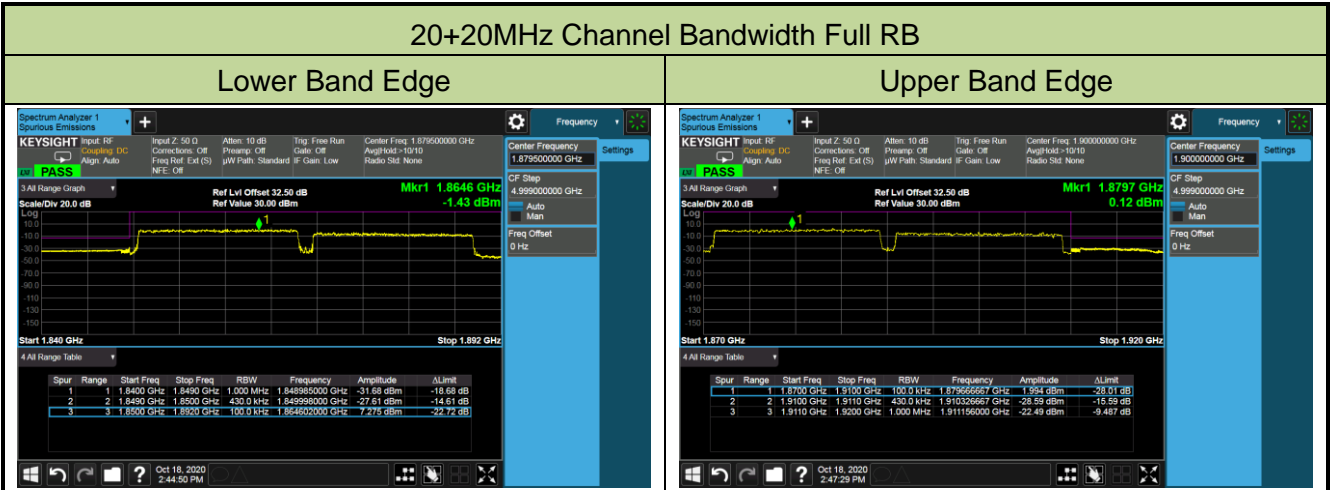 20+20MHz Channel Bandwidth Full RB
Lower Band Edge
Upper Band Edge
Spectrum Analyzer 1
Spurious Emissions
Frequency
KEYSIGHT Input: RF
Coupling: DC
Align: Auto
Input Z: 50 Ω
Corrections: Off
Freq Ref: Ext (S)
NFE: Off
Atten: 10 dB
Preamp: Off
µW Path: Standard
Trig: Free Run
Gate: Off
IF Gain: Low
Center Freq: 1.879500000 GHz
Avg|Hold:>10/10
Radio Std: None
PASS
Center Frequency
1.879500000 GHz
Settings
CF Step
4.999000000 GHz
Auto
Man
Freq Offset
0 Hz
3 All Range Graph
Scale/Div 20.0 dB
Ref Lvl Offset 32.50 dB
Ref Value 30.00 dBm
Mkr1 1.8646 GHz
-1.43 dBm
Log
10.0
-10.0
-30.0
-50.0
-70.0
-90.0
-110
-130
-150
1
Start 1.840 GHz
Stop 1.892 GHz
4 All Range Table
Spur Range Start Freq Stop Freq RBW Frequency Amplitude ΔLimit
1 1 1.8400 GHz 1.8490 GHz 1.000 MHz 1.848985000 GHz -31.68 dBm -18.68 dB
2 2 1.8490 GHz 1.8500 GHz 430.0 kHz 1.849998000 GHz -27.61 dBm -14.61 dB
3 3 1.8500 GHz 1.8920 GHz 100.0 kHz 1.864602000 GHz 7.275 dBm -22.72 dB
Oct 18, 2020
2:44:50 PM
Spectrum Analyzer 1
Spurious Emissions
Frequency
KEYSIGHT Input: RF
Coupling: DC
Align: Auto
Input Z: 50 Ω
Corrections: Off
Freq Ref: Ext (S)
NFE: Off
Atten: 10 dB
Preamp: Off
µW Path: Standard
Trig: Free Run
Gate: Off
IF Gain: Low
Center Freq: 1.900000000 GHz
Avg|Hold:>10/10
Radio Std: None
PASS
Center Frequency
1.900000000 GHz
Settings
CF Step
4.999000000 GHz
Auto
Man
Freq Offset
0 Hz
3 All Range Graph
Scale/Div 20.0 dB
Ref Lvl Offset 32.50 dB
Ref Value 30.00 dBm
Mkr1 1.8797 GHz
0.12 dBm
Log
10.0
-10.0
-30.0
-50.0
-70.0
-90.0
-110
-130
-150
1
Start 1.870 GHz
Stop 1.920 GHz
4 All Range Table
Spur Range Start Freq Stop Freq RBW Frequency Amplitude ΔLimit
1 1 1.8700 GHz 1.9100 GHz 100.0 kHz 1.879666667 GHz 1.994 dBm -28.01 dB
2 2 1.9100 GHz 1.9110 GHz 430.0 kHz 1.910326667 GHz -28.59 dBm -15.59 dB
3 3 1.9110 GHz 1.9200 GHz 1.000 MHz 1.911156000 GHz -22.49 dBm -9.487 dB
Oct 18, 2020
2:47:29 PM